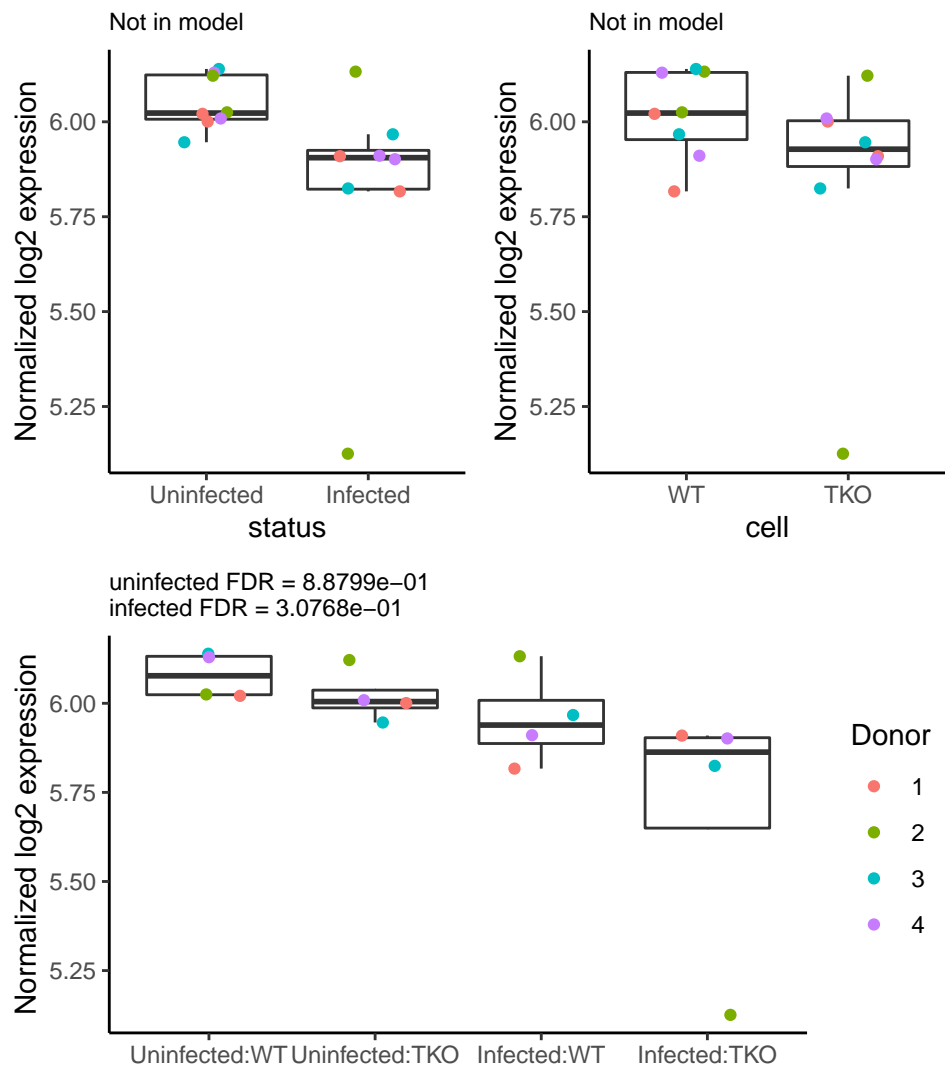 Not in model
Normalized log2 expression
6.00
5.75
5.50
5.25
Uninfected Infected
status
Not in model
Normalized log2 expression
6.00
5.75
5.50
5.25
WT TKO
cell
uninfected FDR = 8.8799e−01
infected FDR = 3.0768e−01
Normalized log2 expression
6.00
5.75
5.50
5.25
Uninfected:WT Uninfected:TKO Infected:WT Infected:TKO
Donor
1
2
3
4